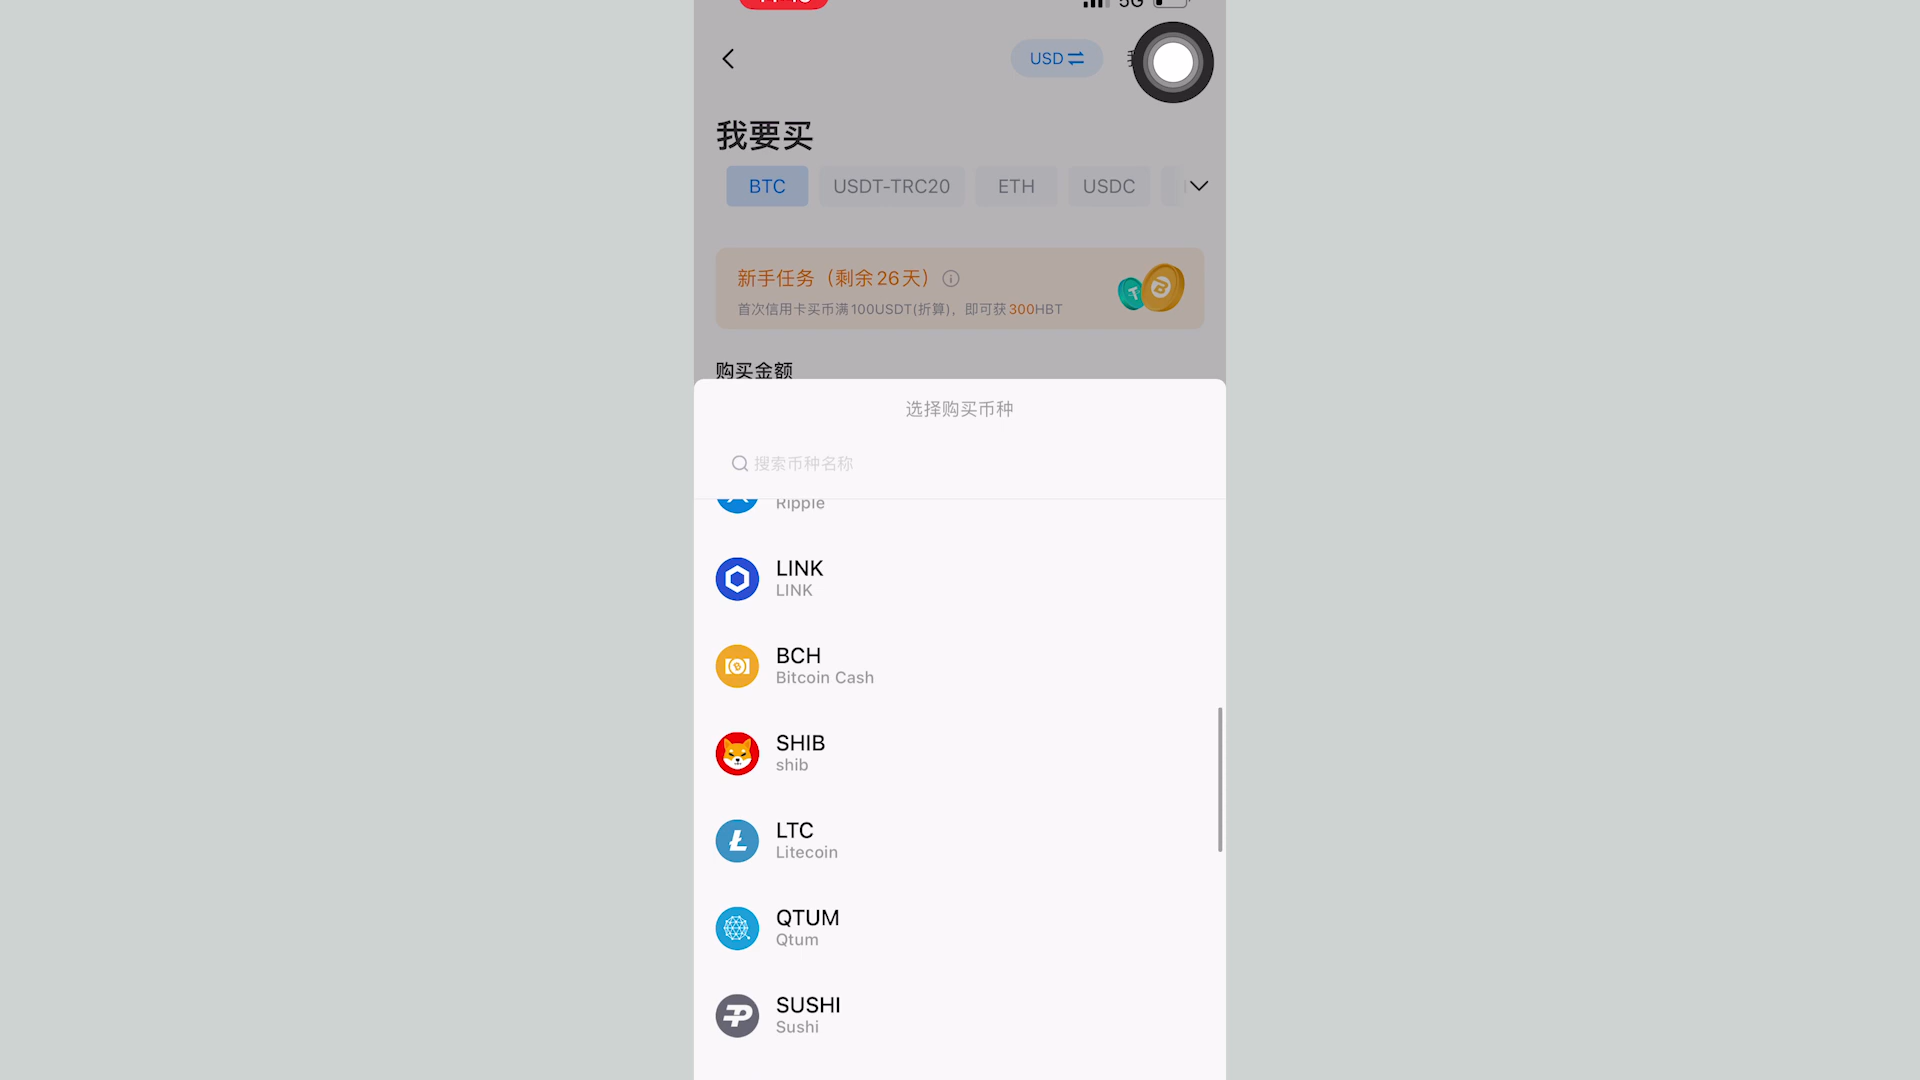 5G
USD
我要买
BTC
USDT-TRC20
ETH
USDC
新手任务（剩余26天）
首次信用卡买币满100USDT(折算)，即可获300HBT
购买金额
选择购买币种
搜索币种名称
Ripple
LINK
LINK
BCH
Bitcoin Cash
SHIB
shib
LTC
Litecoin
QTUM
Qtum
SUSHI
Sushi